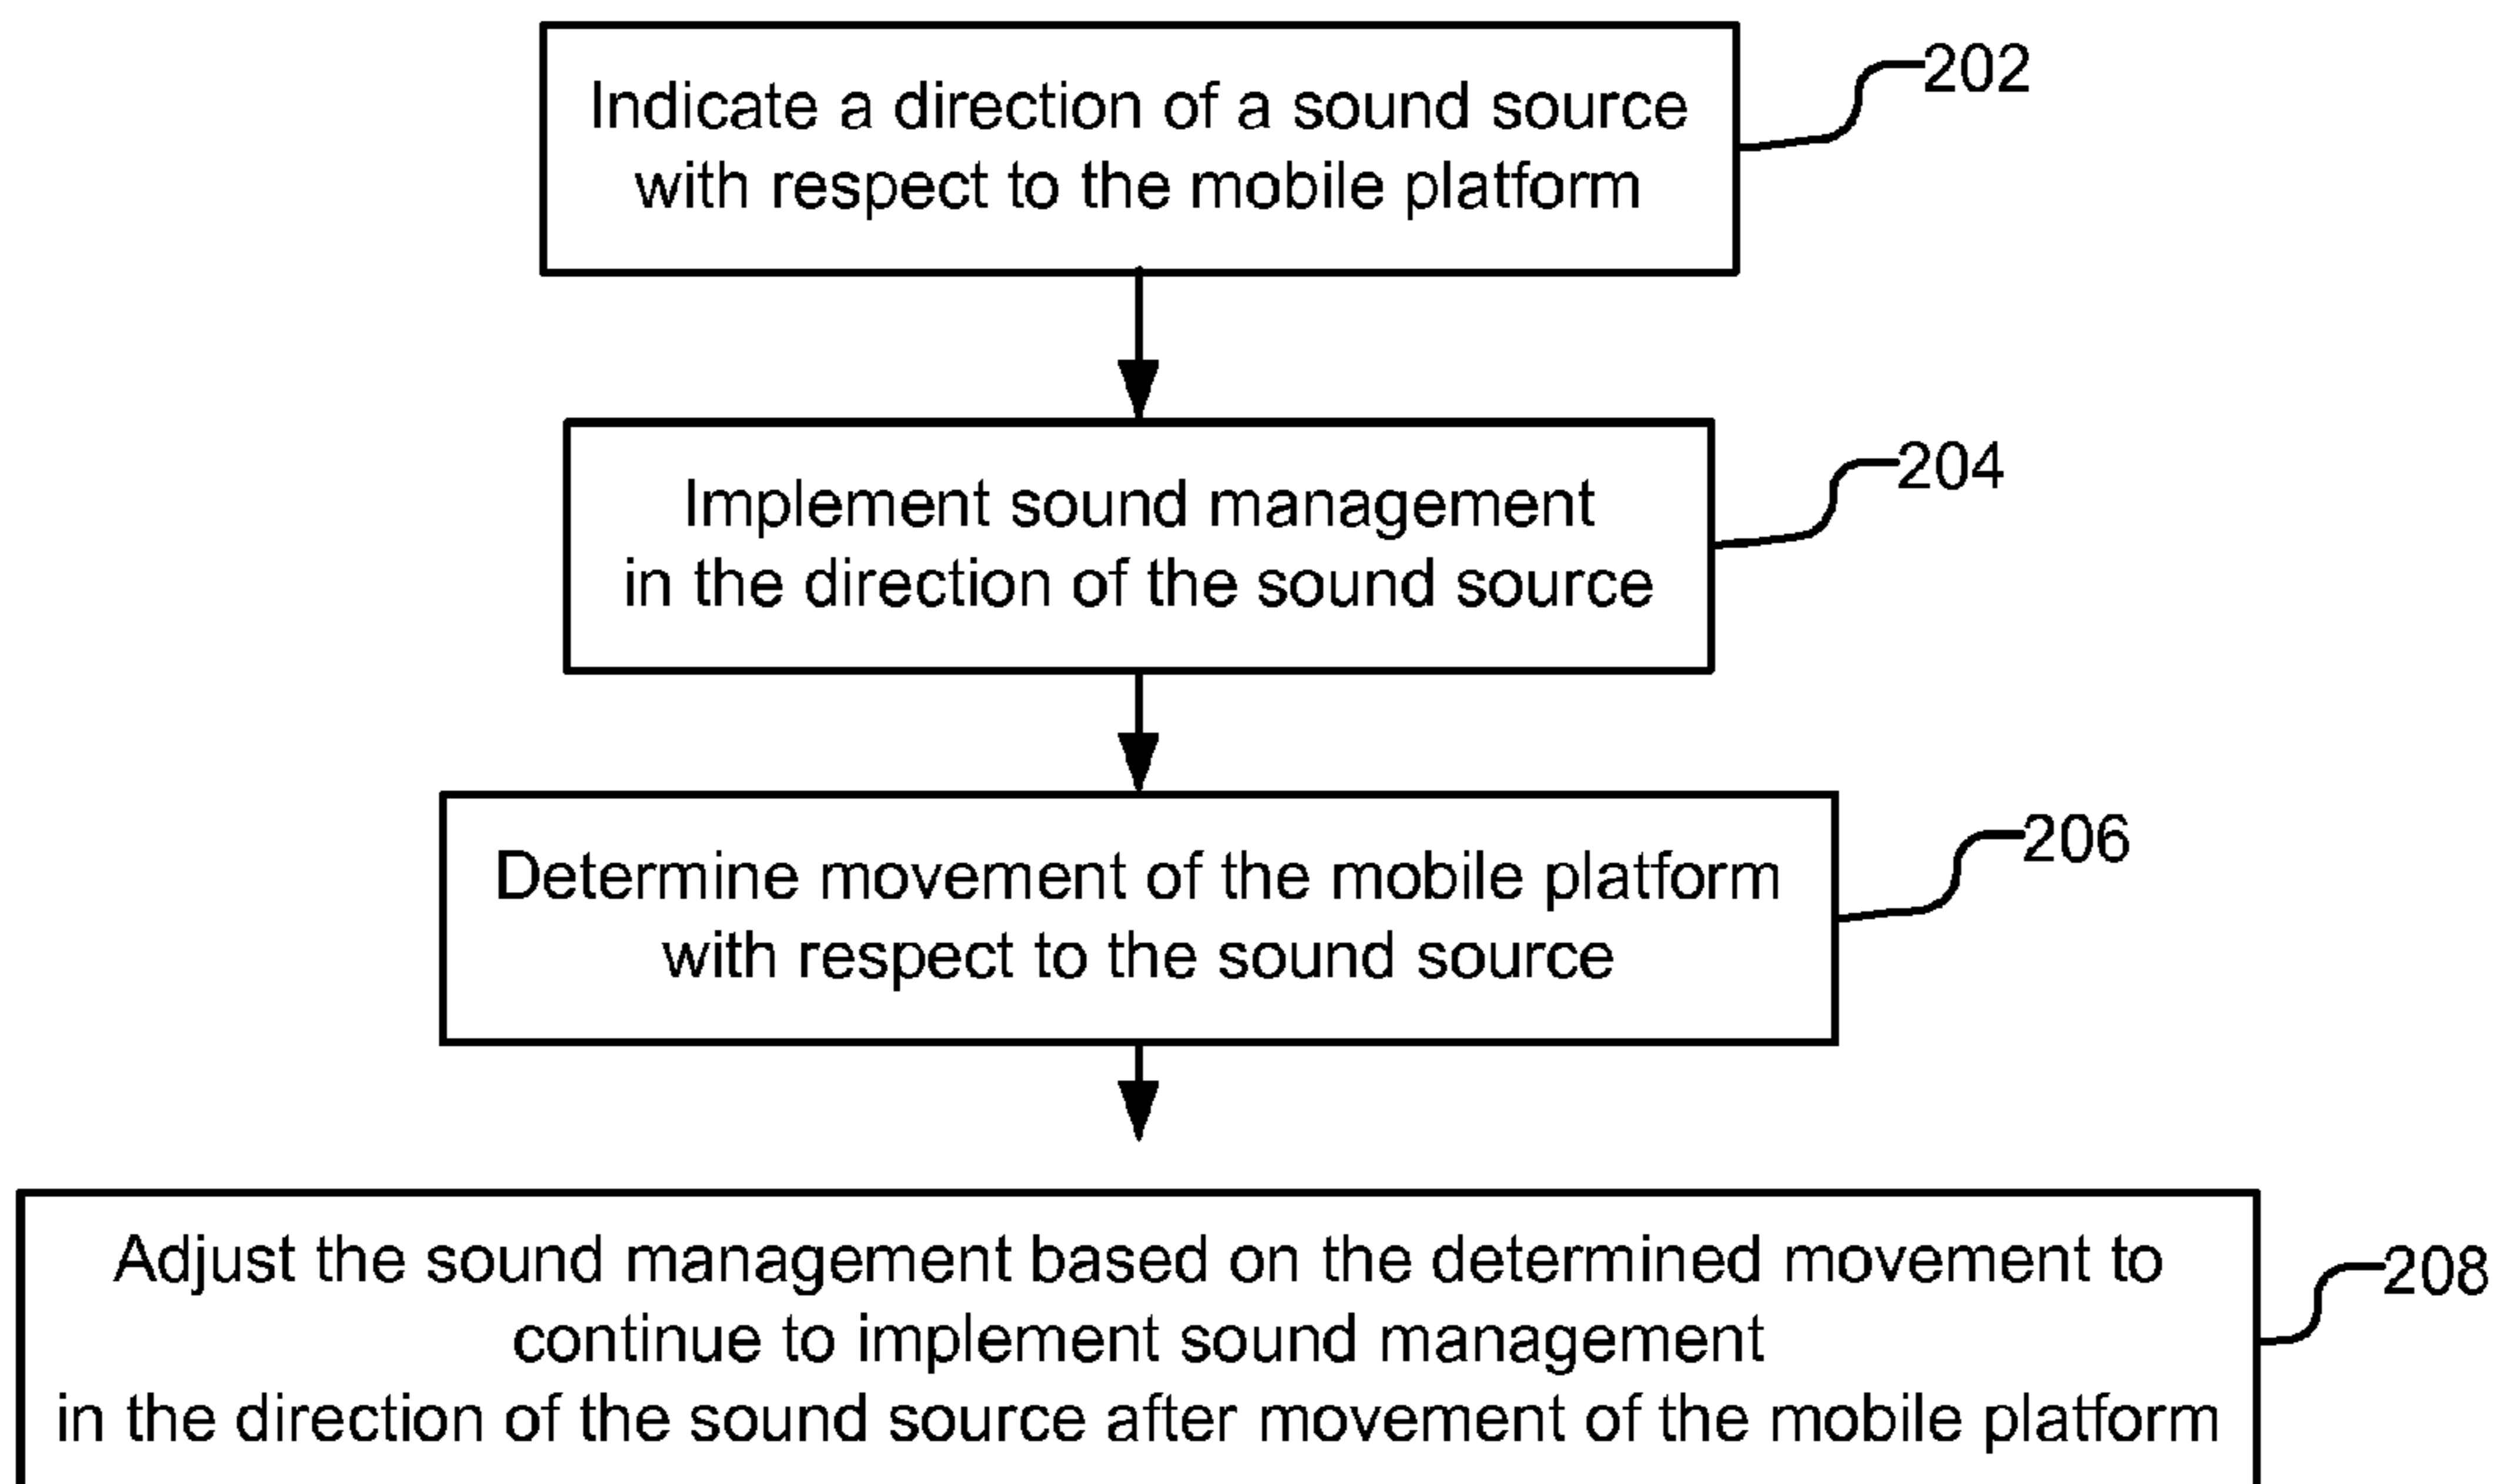 Indicate a direction of a sound source
with respect to the mobile platform
202
Implement sound management
in the direction of the sound source
204
Determine movement of the mobile platform
with respect to the sound source
206
Adjust the sound management based on the determined movement to
continue to implement sound management
in the direction of the sound source after movement of the mobile platform
208